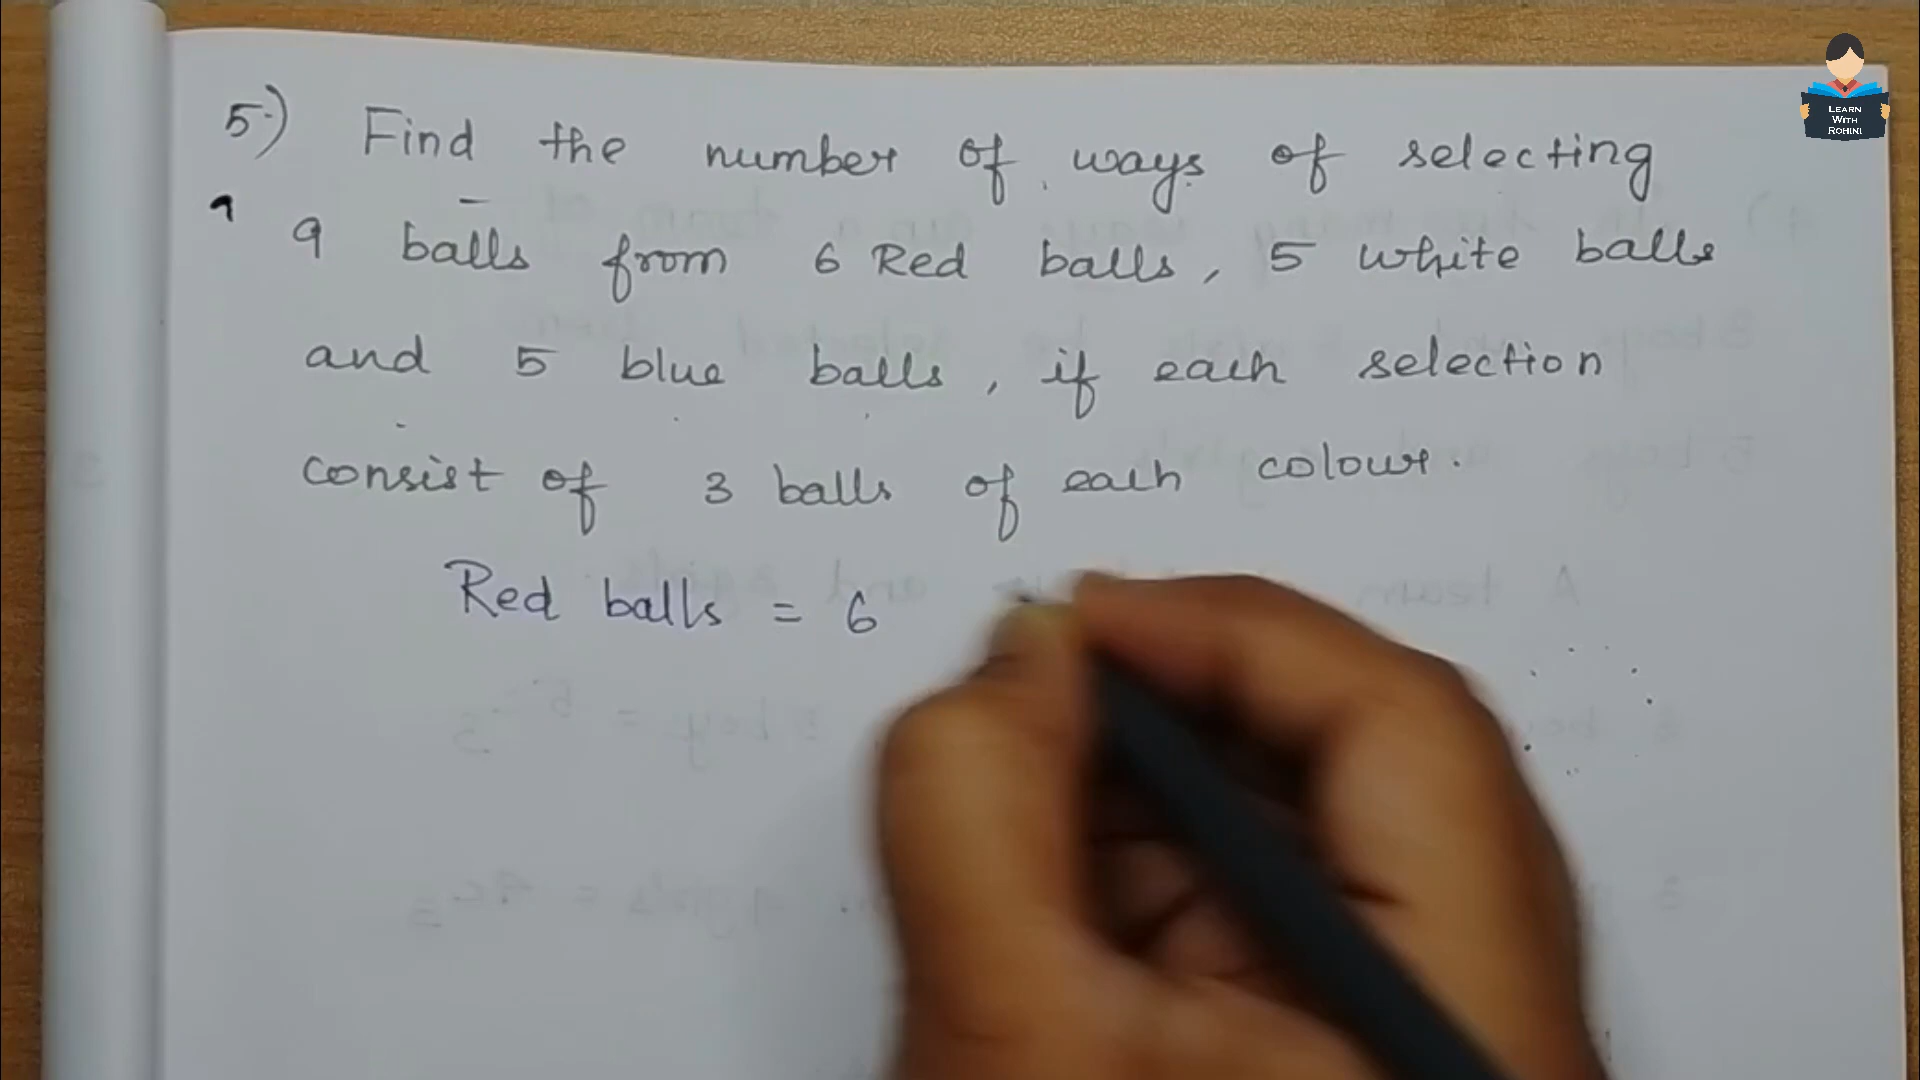 5.) Find the number of ways of selecting
9 balls from 6 Red balls, 5 white balls
and 5 blue balls, if each selection
consist of 3 balls of each colour.
Red balls = 6
LEARN
WITH
ROHINI